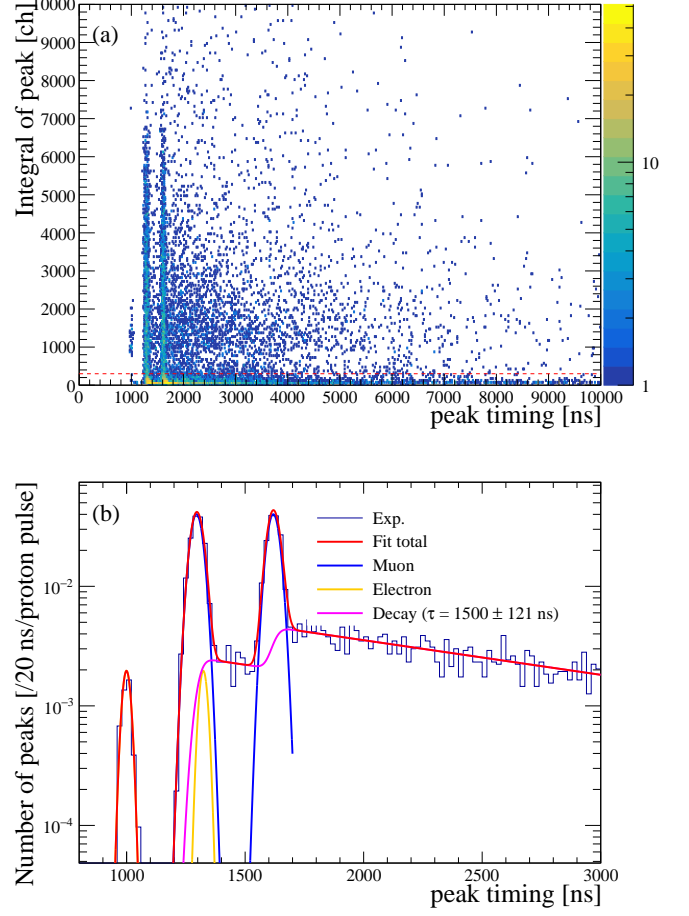 10000
(a)
9000
8000
7000
6000
5000
4000
3000
2000
1000
0
Integral of peak [ch]
10
1
0 1000 2000 3000 4000 5000 6000 7000 8000 9000 10000
peak timing [ns]
(b)
Exp.
Fit total
Muon
Electron
Decay (τ = 1500 ± 121 ns)
10⁻²
10⁻³
10⁻⁴
Number of peaks [/20 ns/proton pulse]
1000 1500 2000 2500 3000
peak timing [ns]